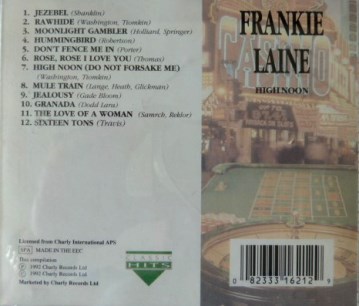 1. JEZEBEL (Shanklin)
2. RAWHIDE (Washington, Tiomkin)
3. MOONLIGHT GAMBLER (Hilliard, Springer)
4. HUMMINGBIRD (Robertson)
5. DON'T FENCE ME IN (Porter)
6. ROSE, ROSE I LOVE YOU (Thomas)
7. HIGH NOON (DO NOT FORSAKE ME)
(Washington, Tiomkin)
8. MULE TRAIN (Lange, Heath, Glickman)
9. JEALOUSY (Gade Bloom)
10. GRANADA (Dodd Lara)
11. THE LOVE OF A WOMAN
12. SIXTEEN TONS (Travis)
FRANKIE
LAINE
HIGH NOON
Licensed from Charly International APS
MADE IN THE EEC
This compilation
℗ 1992 Charly Records Ltd
© 1992 Charly Records Ltd
Marketed by Charly Records Ltd
CLASSIC
HITS
0 82333 16212 9